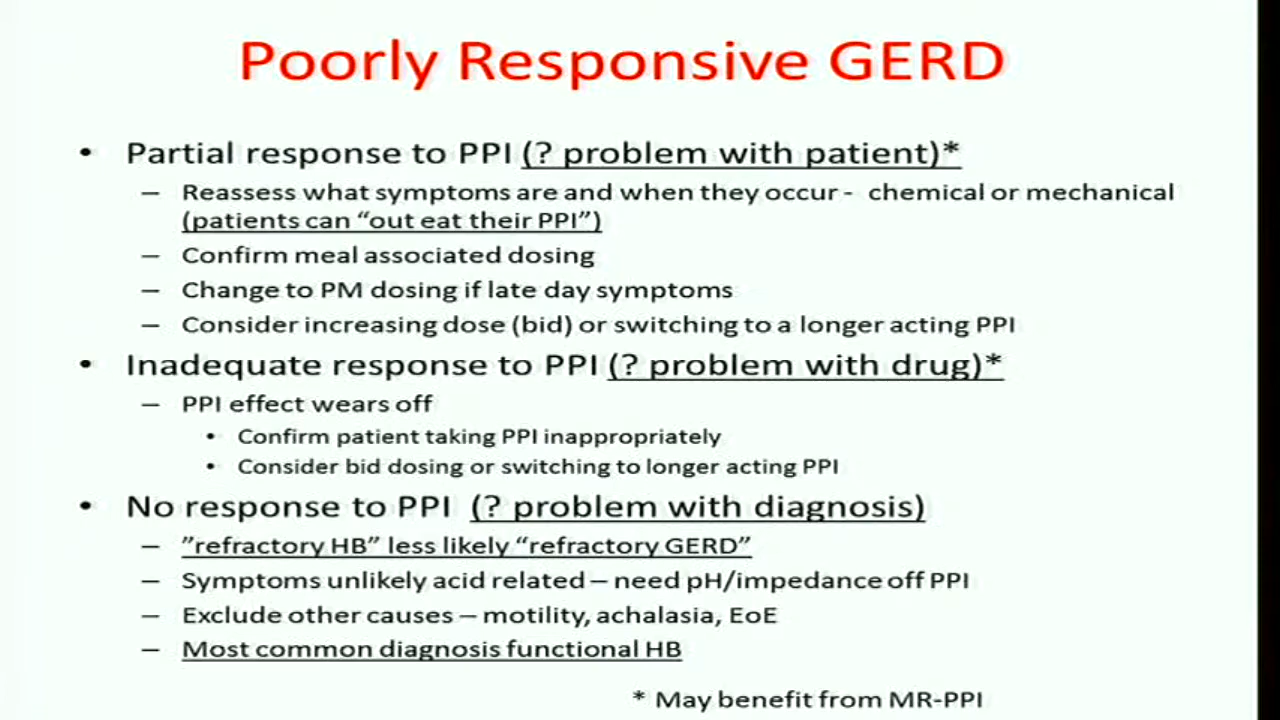 Poorly Responsive GERD
• Partial response to PPI (? problem with patient)*
– Reassess what symptoms are and when they occur - chemical or mechanical
(patients can “out eat their PPI”)
– Confirm meal associated dosing
– Change to PM dosing if late day symptoms
– Consider increasing dose (bid) or switching to a longer acting PPI
• Inadequate response to PPI (? problem with drug)*
– PPI effect wears off
• Confirm patient taking PPI inappropriately
• Consider bid dosing or switching to longer acting PPI
• No response to PPI (? problem with diagnosis)
– ”refractory HB” less likely “refractory GERD”
– Symptoms unlikely acid related – need pH/impedance off PPI
– Exclude other causes – motility, achalasia, EoE
– Most common diagnosis functional HB
* May benefit from MR-PPI